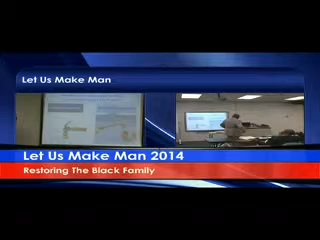 Let Us Make Man
Let Us Make Man 2014
Restoring The Black Family